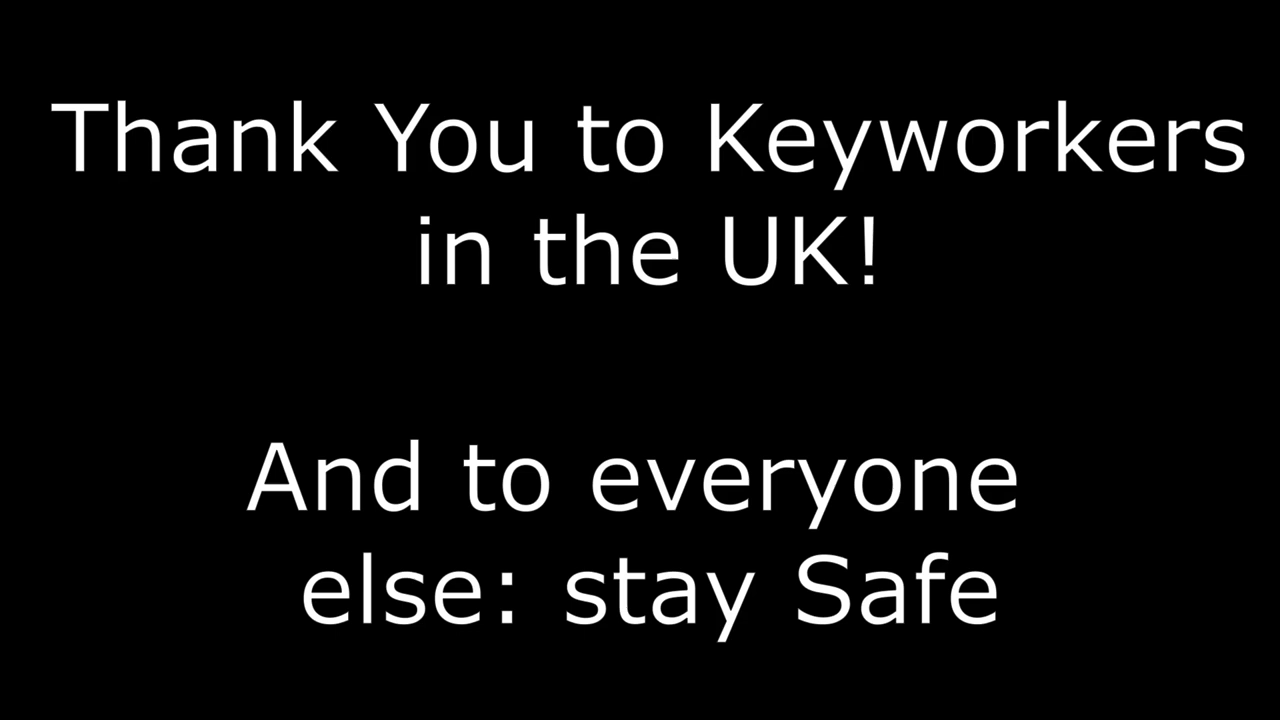 Thank You to Keyworkers
in the UK!
And to everyone
else: stay Safe